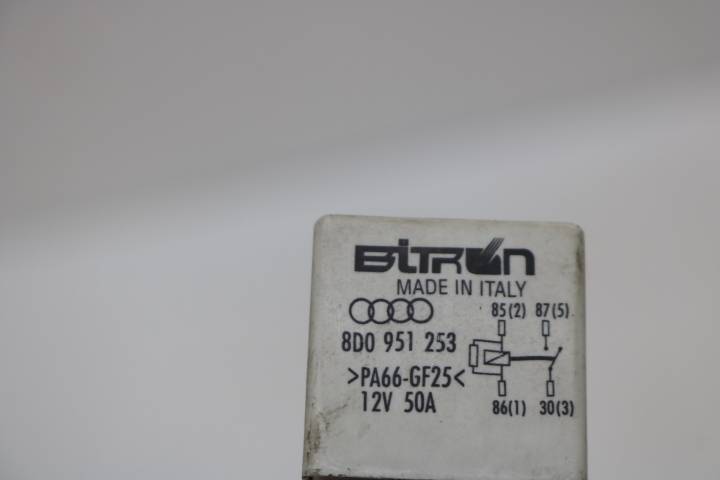 BITRON
MADE IN ITALY
8D0 951 253
>PA66-GF25<
12V 50A
85(2) 87(5)
86(1) 30(3)